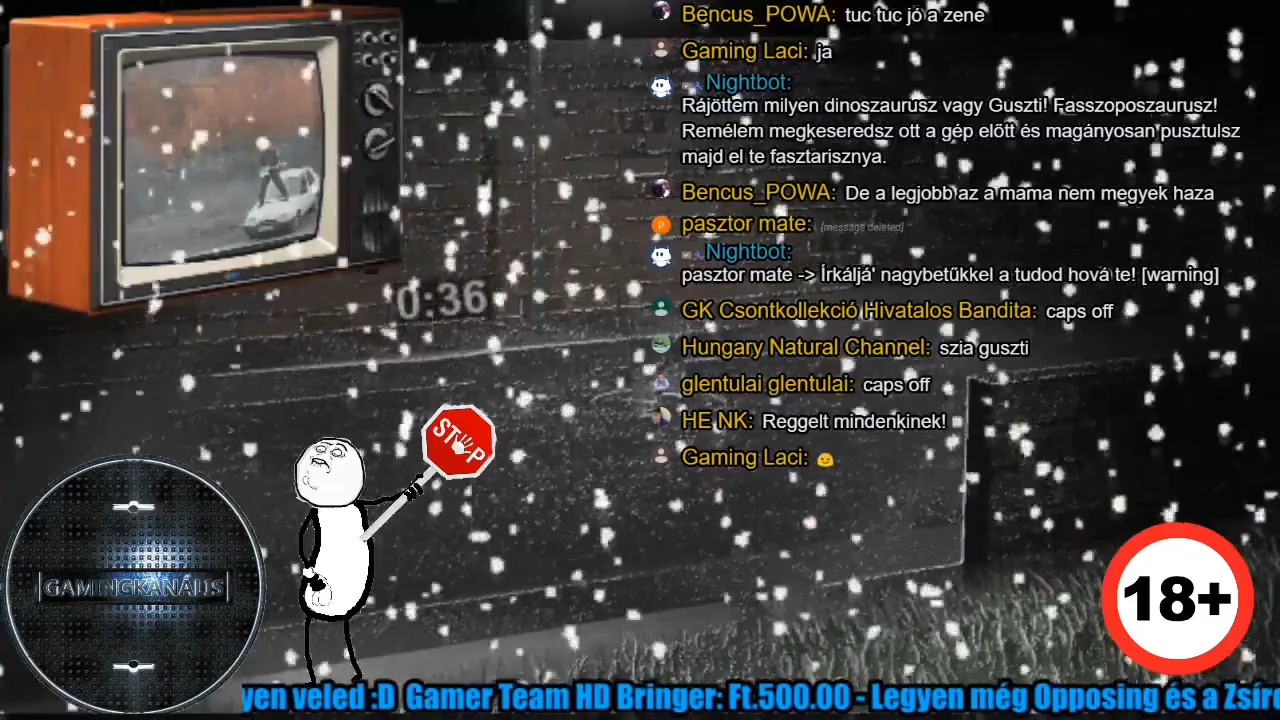 Bencus_POWA: tuc tuc jó a zene
Gaming Laci: ja
Nightbot:
Rájöttem milyen dinoszaurusz vagy Guszti! Fasszoposzaurusz!
Remélem megkeseredsz ott a gép előtt és magányosan pusztulsz
majd el te fasztarisznya.
Bencus_POWA: De a legjobb az a mama nem megyek haza
P pasztor mate: [message deleted]
Nightbot:
pasztor mate -> Írkáljá' nagybetűkkel a tudod hová te! [warning]
0:36
GK Csontkollekció Hivatalos Bandita: caps off
Hungary Natural Channel: szia guszti
glentulai glentulai: caps off
HE NK: Reggelt mindenkinek!
Gaming Laci: 
STOP
|GAMINGKANÁLIS|
18+
yen veled :D Gamer Team HD Bringer: Ft.500.00 - Legyen még Opposing és a Zsír